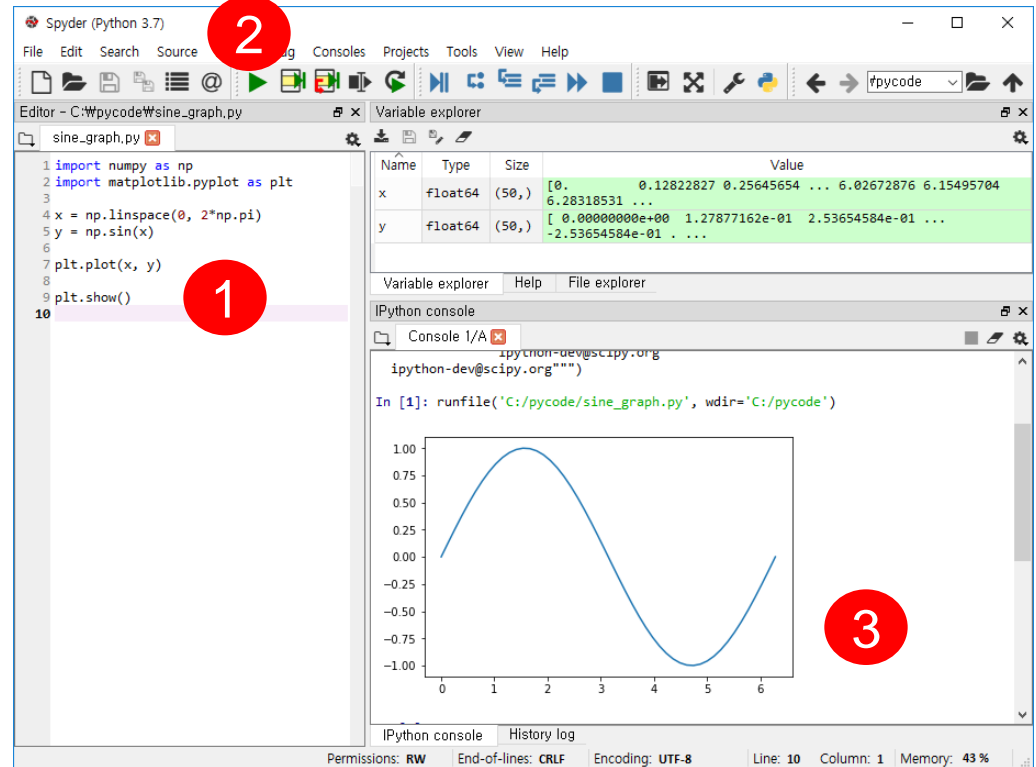 Spyder (Python 3.7)
2
File Edit Search Source Consoles Projects Tools View Help
₩pycode
Editor - C:₩pycode₩sine_graph.py
sine_graph.py
1 import numpy as np
2 import matplotlib.pyplot as plt
3
4 x = np.linspace(0, 2*np.pi)
5 y = np.sin(x)
6
7 plt.plot(x, y)
8
9 plt.show()
10
1
Variable explorer
Name Type Size Value
x float64 (50,) [0. 0.12822827 0.25645654 ... 6.02672876 6.15495704
6.28318531 ...
y float64 (50,) [ 0.00000000e+00 1.27877162e-01 2.53654584e-01 ...
-2.53654584e-01 . ...
Variable explorer Help File explorer
IPython console
Console 1/A
ipython-dev@scipy.org
ipython-dev@scipy.org""")
In [1]: runfile('C:/pycode/sine_graph.py', wdir='C:/pycode')
1.00
0.75
0.50
0.25
0.00
−0.25
−0.50
−0.75
−1.00
0 1 2 3 4 5 6
3
IPython console History log
Permissions: RW End-of-lines: CRLF Encoding: UTF-8 Line: 10 Column: 1 Memory: 43 %